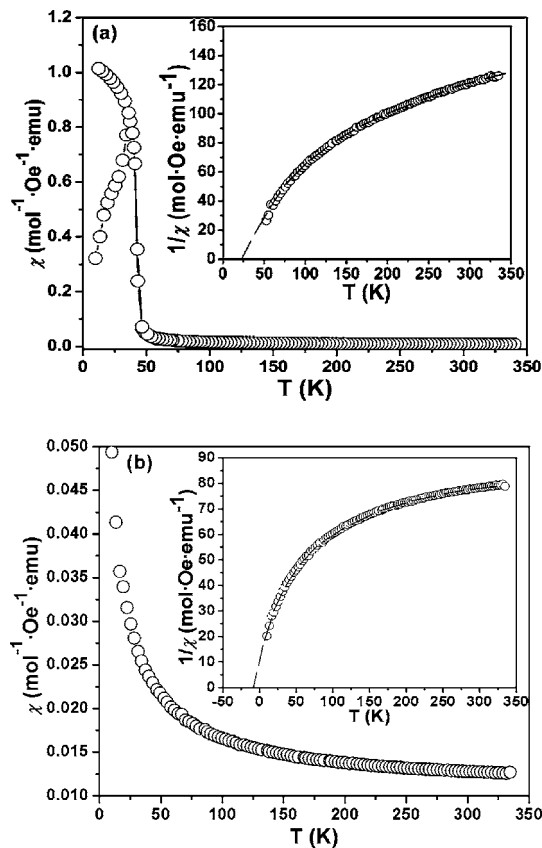 (a)
χ (mol⁻¹·Oe⁻¹·emu)
1.2
1.0
0.8
0.6
0.4
0.2
0.0
0 50 100 150 200 250 300 350
T (K)
1/χ (mol·Oe·emu⁻¹)
160
140
120
100
80
60
40
20
0
0 50 100 150 200 250 300 350
T (K)
(b)
χ (mol⁻¹·Oe⁻¹·emu)
0.050
0.045
0.040
0.035
0.030
0.025
0.020
0.015
0.010
0 50 100 150 200 250 300 350
T (K)
1/χ (mol·Oe·emu⁻¹)
90
80
70
60
50
40
30
20
10
0
-50 0 50 100 150 200 250 300 350
T (K)